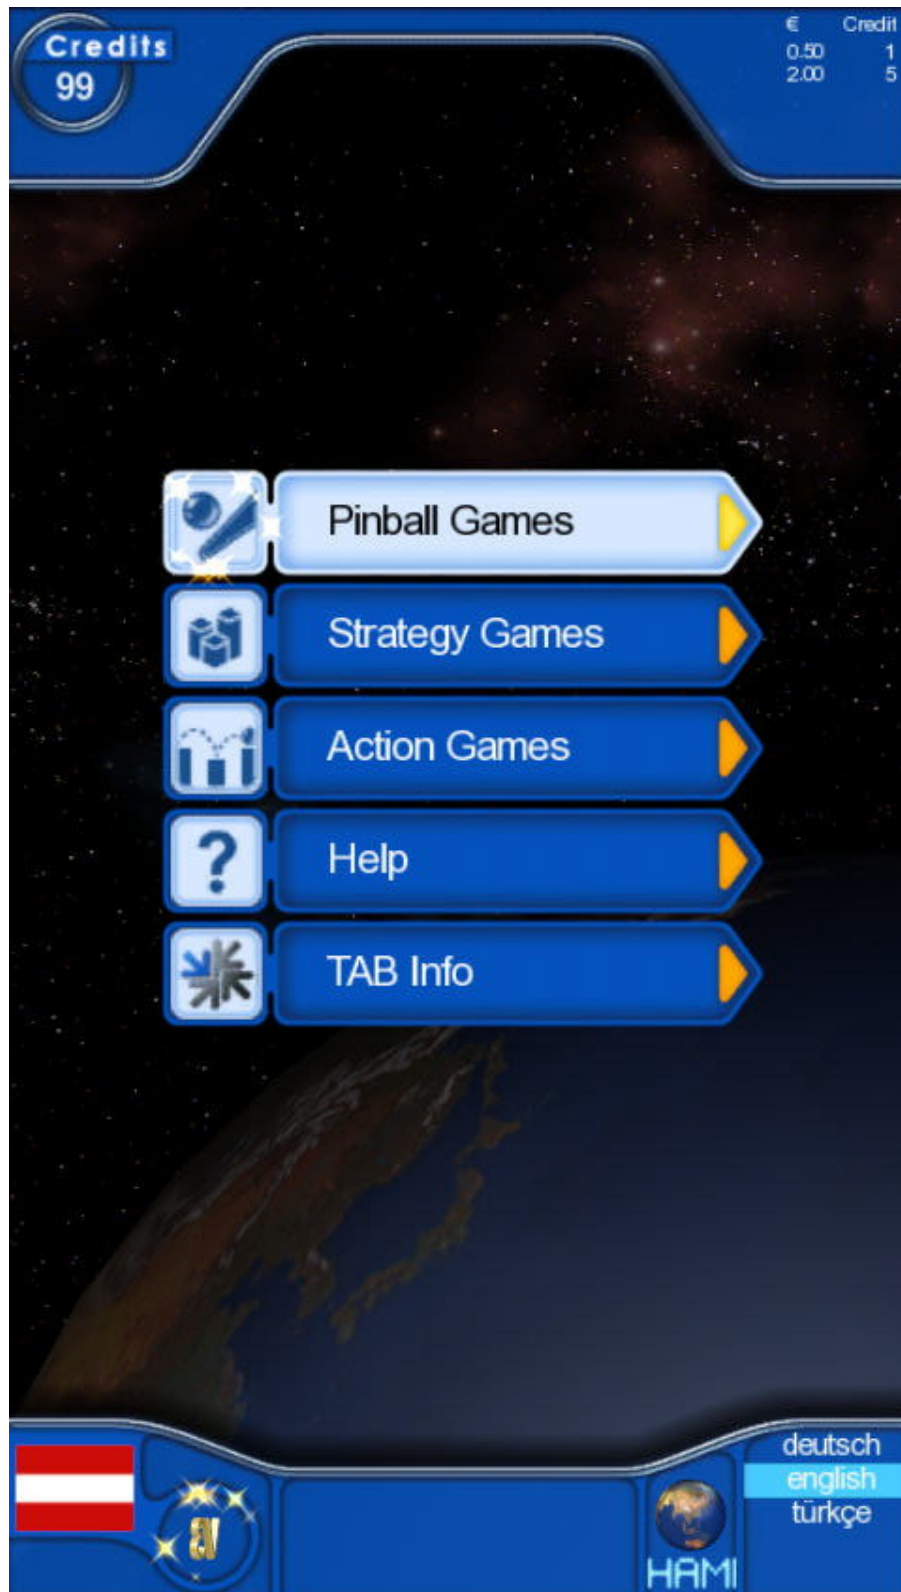 Credits
99
€ Credit
0.50 1
2.00 5
Pinball Games
Strategy Games
Action Games
?
Help
TAB Info
deutsch
english
türkçe
HAMI